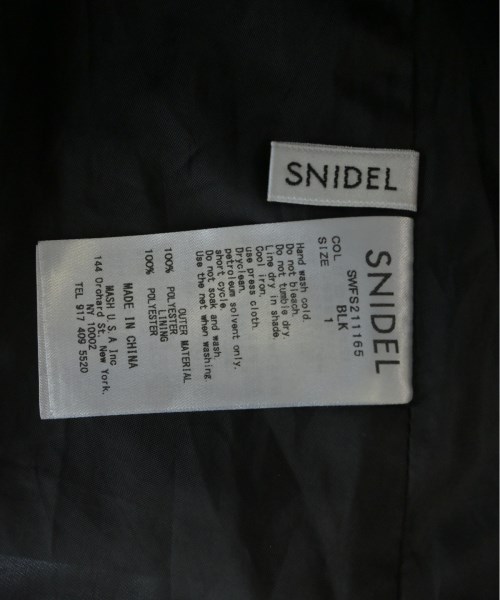 SNIDEL
SNIDEL
SWFS211165
COL BLK
SIZE 1
Hand wash cold.
Do not bleach.
Do not tumble dry.
Line dry in shade.
Cool iron.
use press cloth.
Dryclean.
petroleum solvent only.
short cycle.
Do not soak and wash.
Use the net when washing.
OUTER MATERIAL
100% POLYESTER
LINING
100% POLYESTER
MADE IN CHINA
MASH U.S.A Inc
144 Orchard St. New York.
NY 10002
TEL 917 409 5520